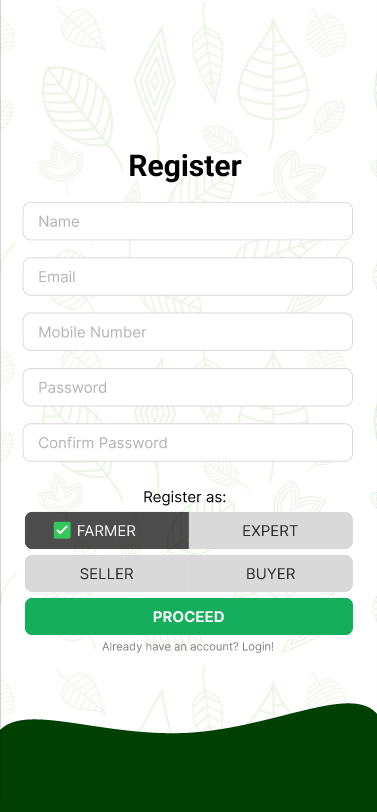 Register
Name
Email
Mobile Number
Password
Confirm Password
Register as:
✅ FARMER
EXPERT
SELLER
BUYER
PROCEED
Already have an account? Login!